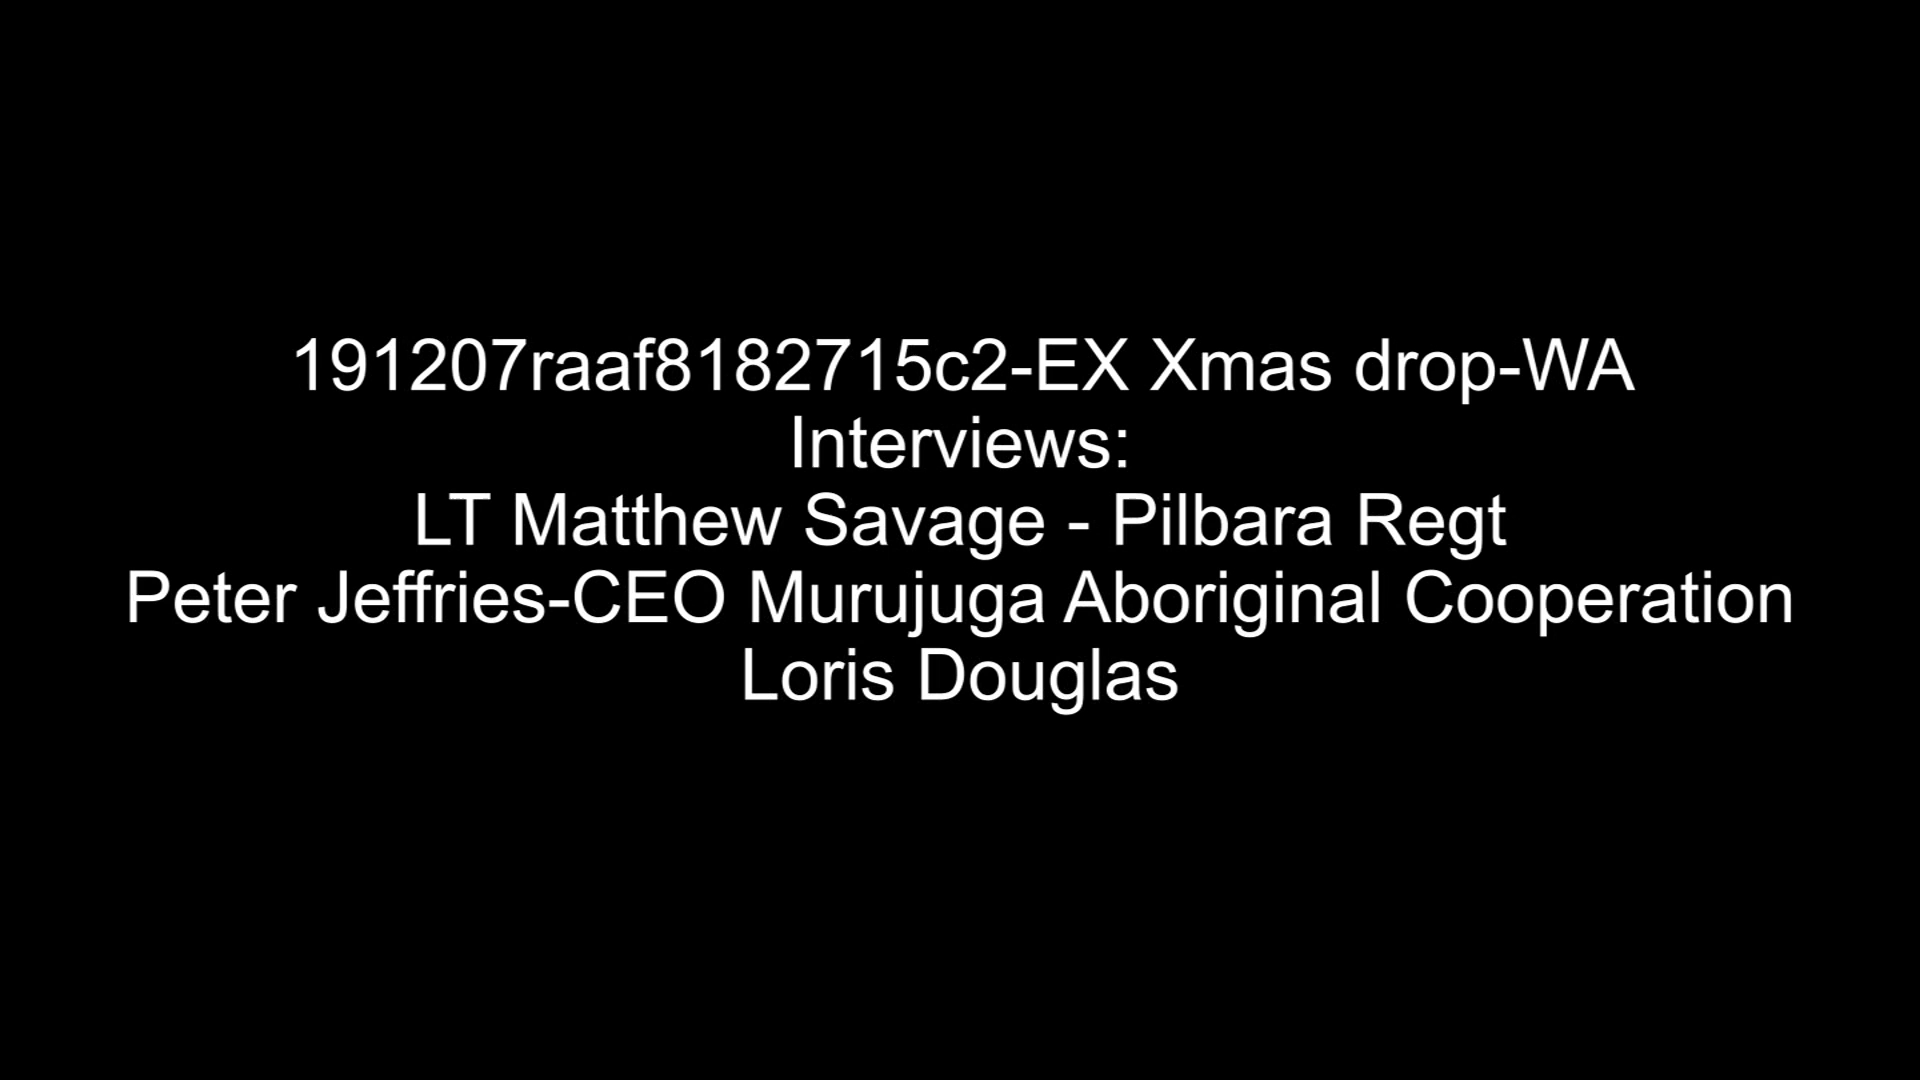 191207raaf8182715c2-EX Xmas drop-WA
Interviews:
LT Matthew Savage - Pilbara Regt
Peter Jeffries-CEO Murujuga Aboriginal Cooperation
Loris Douglas